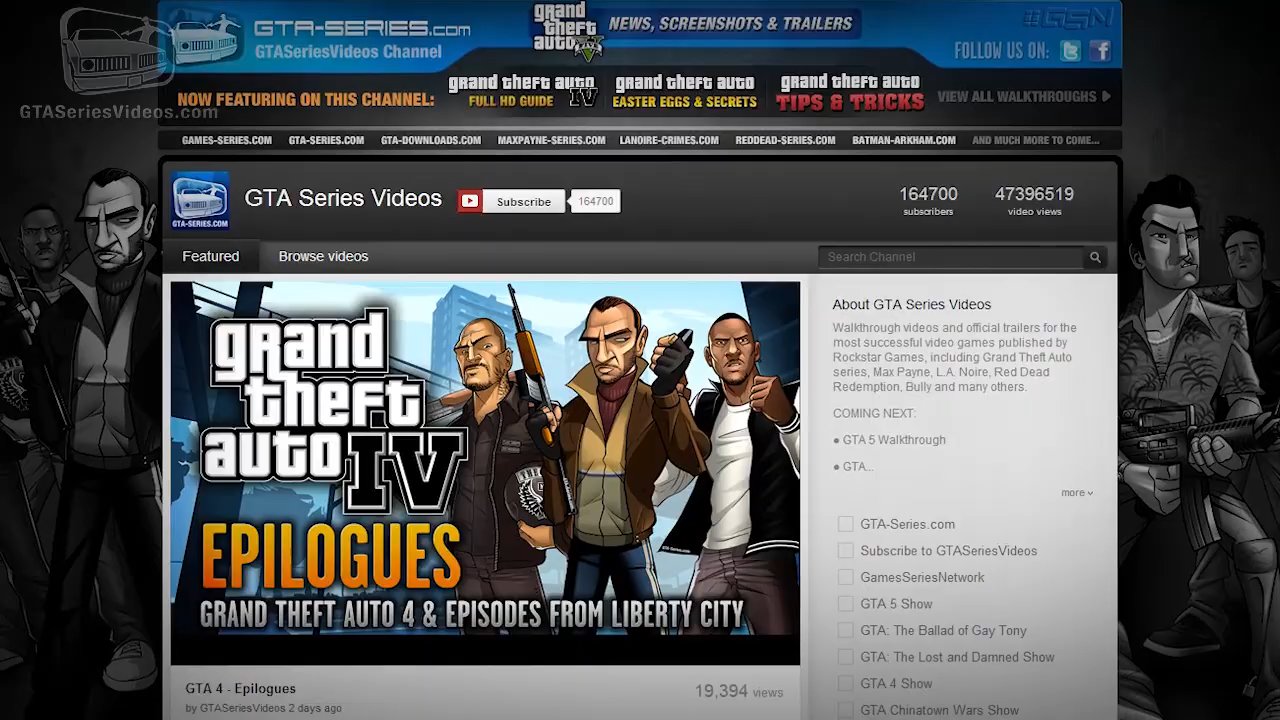 GTASeriesVideos.com
GTA-SERIES.com
GTASeriesVideos Channel
grand theft auto V
NEWS, SCREENSHOTS & TRAILERS
#GSN
FOLLOW US ON:
NOW FEATURING ON THIS CHANNEL:
grand theft auto IV
FULL HD GUIDE
grand theft auto
EASTER EGGS & SECRETS
grand theft auto
TIPS & TRICKS
VIEW ALL WALKTHROUGHS
GAMES-SERIES.COM GTA-SERIES.COM GTA-DOWNLOADS.COM MAXPAYNE-SERIES.COM LANOIRE-CRIMES.COM REDDEAD-SERIES.COM BATMAN-ARKHAM.COM AND MUCH MORE TO COME...
GTA-SERIES.COM
GTA Series Videos
Subscribe 164700
164700 subscribers
47396519 video views
Featured Browse videos
Search Channel
grand
theft
auto IV
EPILOGUES
GRAND THEFT AUTO 4 & EPISODES FROM LIBERTY CITY
GTA 4 - Epilogues
by GTASeriesVideos 2 days ago
19,394 views
About GTA Series Videos
Walkthrough videos and official trailers for the
most successful video games published by
Rockstar Games, including Grand Theft Auto
series, Max Payne, L.A. Noire, Red Dead
Redemption, Bully and many others.
COMING NEXT:
● GTA 5 Walkthrough
● GTA...
more
GTA-Series.com
Subscribe to GTASeriesVideos
GamesSeriesNetwork
GTA 5 Show
GTA: The Ballad of Gay Tony
GTA: The Lost and Damned Show
GTA 4 Show
GTA Chinatown Wars Show